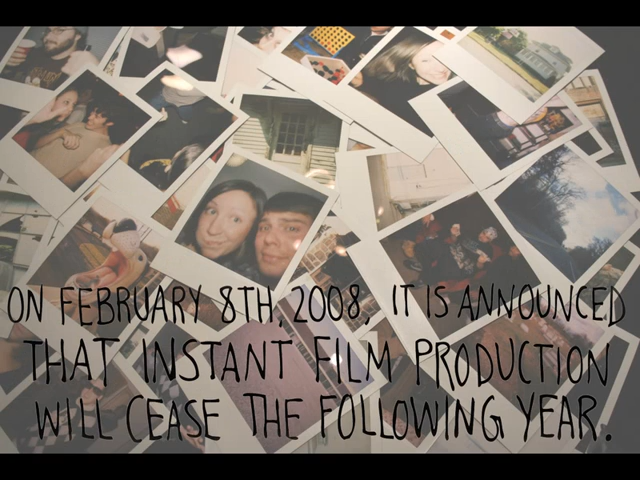 ON FEBRUARY 8TH, 2008, IT IS ANNOUNCED
THAT INSTANT FILM PRODUCTION
WILL CEASE THE FOLLOWING YEAR.